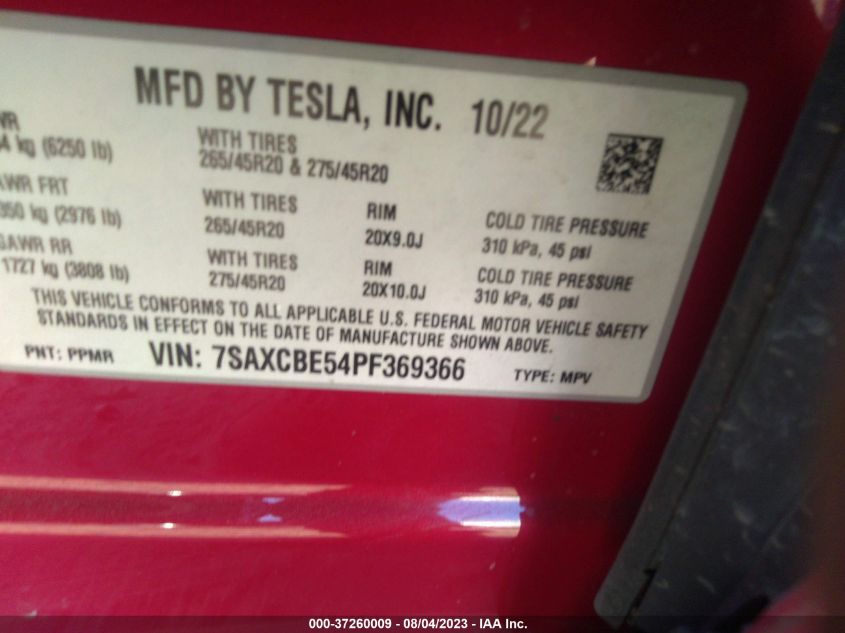 MFD BY TESLA, INC. 10/22
WR
4 kg (6250 lb) WITH TIRES
265/45R20 & 275/45R20
AWR FRT WITH TIRES RIM COLD TIRE PRESSURE
350 kg (2976 lb) 265/45R20 20X9.0J 310 kPa, 45 psi
GAWR RR WITH TIRES RIM COLD TIRE PRESSURE
1727 kg (3808 lb) 275/45R20 20X10.0J 310 kPa, 45 psi
THIS VEHICLE CONFORMS TO ALL APPLICABLE U.S. FEDERAL MOTOR VEHICLE SAFETY
STANDARDS IN EFFECT ON THE DATE OF MANUFACTURE SHOWN ABOVE.
PNT: PPMR VIN: 7SAXCBE54PF369366 TYPE: MPV
000-37260009 - 08/04/2023 - IAA Inc.